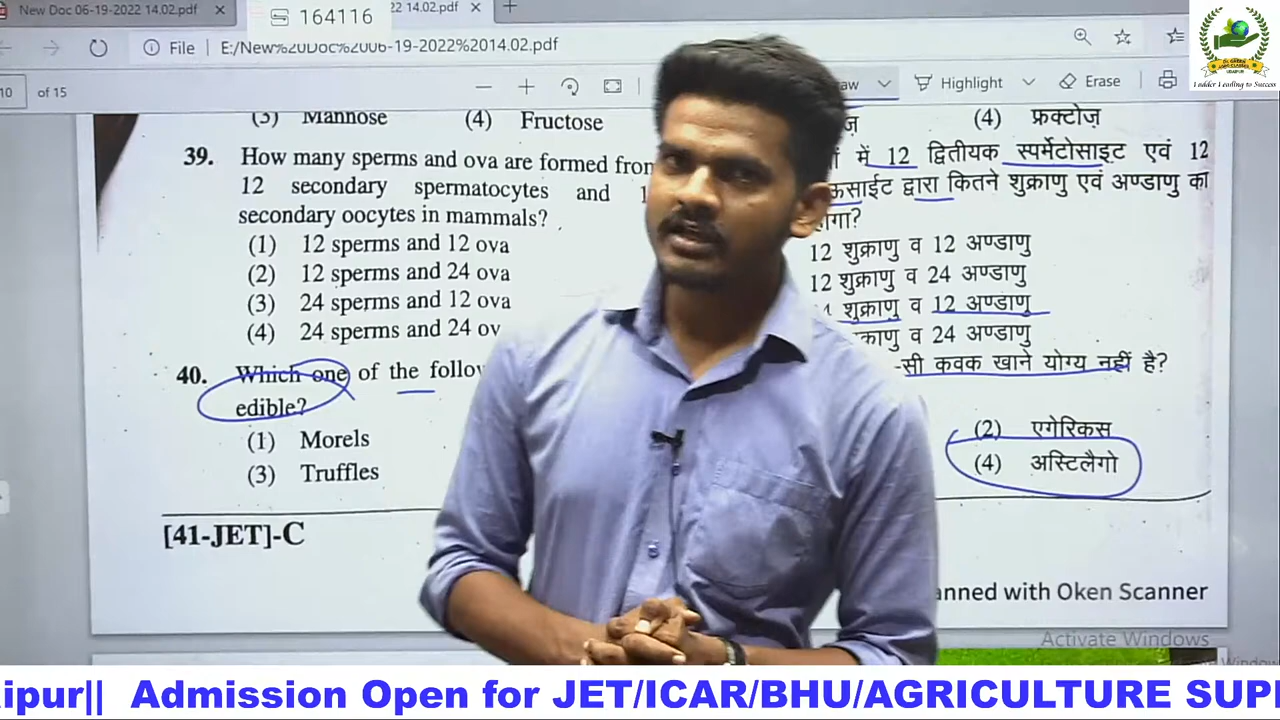 New Doc 06-19-2022 14.02.pdf
164116
22 14.02.pdf
File
E:/New%20Doc%2006-19-2022%2014.02.pdf
Highlight
Erase
Ladder Leading to Success
10 of 15
(3) Mannose (4) Fructose
39. How many sperms and ova are formed from
12 secondary spermatocytes and
secondary oocytes in mammals?
(1) 12 sperms and 12 ova
(2) 12 sperms and 24 ova
(3) 24 sperms and 12 ova
(4) 24 sperms and 24 ov
40. Which one of the follow
edible?
(1) Morels
(3) Truffles
[41-JET]-C
(4) फ्रक्टोज़
में 12 द्वितीयक स्पर्मेटोसाइट एवं 12
द्वारा कितने शुक्राणु एवं अण्डाणु का
12 शुक्राणु व 12 अण्डाणु
12 शुक्राणु व 24 अण्डाणु
शुक्राणु व 12 अण्डाणु
व 24 अण्डाणु
-सी कवक खाने योग्य नहीं है?
(2) एगेरिकस
(4) अस्टिलैगो
anned with Oken Scanner
Activate Windows
ipur|| Admission Open for JET/ICAR/BHU/AGRICULTURE SUP